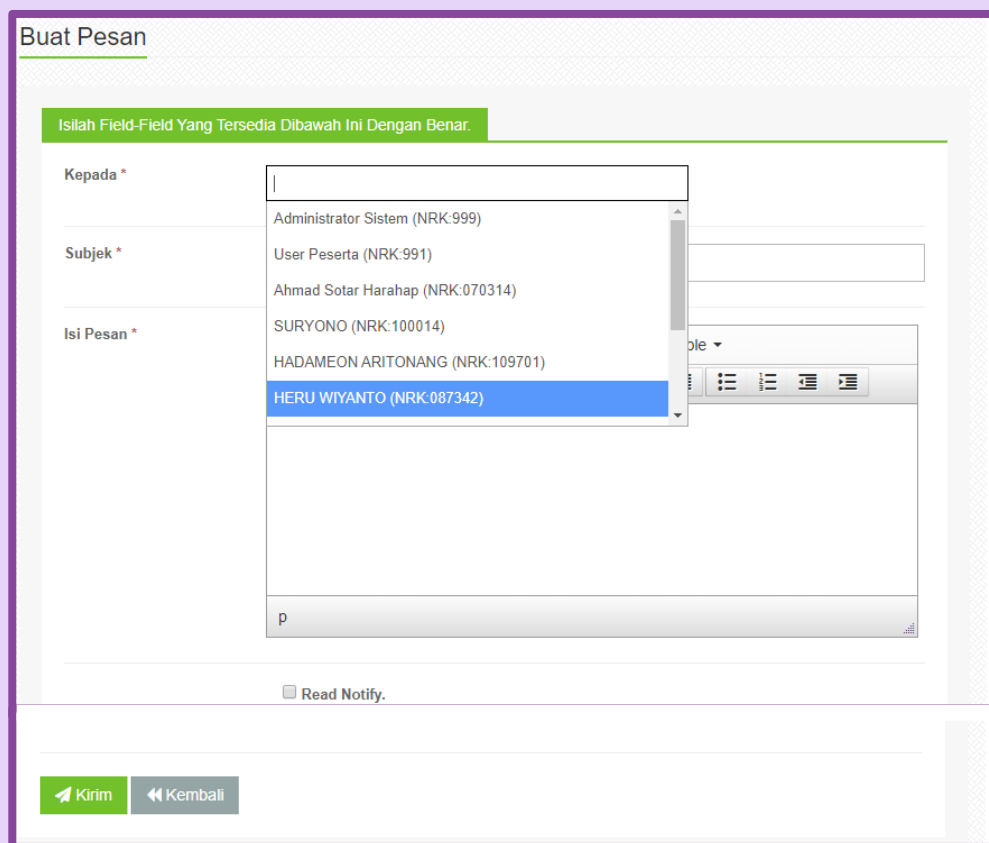 Buat Pesan
Isilah Field-Field Yang Tersedia Dibawah Ini Dengan Benar.
Kepada *
Administrator Sistem (NRK:999)
User Peserta (NRK:991)
Subjek *
Ahmad Sotar Harahap (NRK:070314)
SURYONO (NRK:100014)
Isi Pesan *
HADAMEON ARITONANG (NRK:109701)
HERU WIYANTO (NRK:087342)
p
Read Notify.
Kirim
Kembali